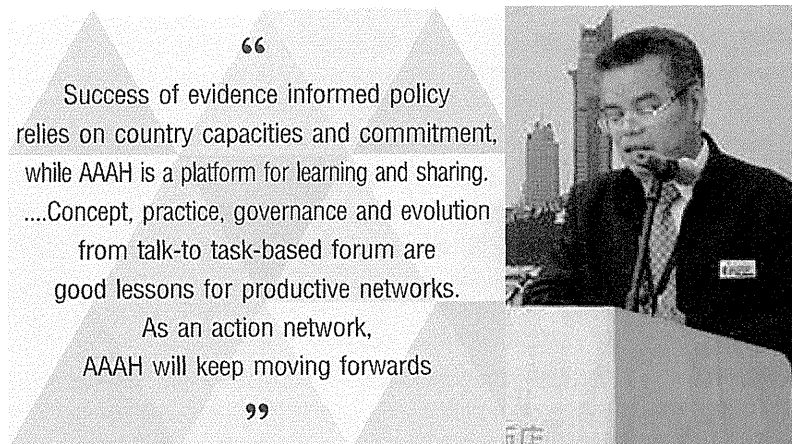 “
Success of evidence informed policy
relies on country capacities and commitment,
while AAAH is a platform for learning and sharing.
....Concept, practice, governance and evolution
from talk-to task-based forum are
good lessons for productive networks.
As an action network,
AAAH will keep moving forwards
”